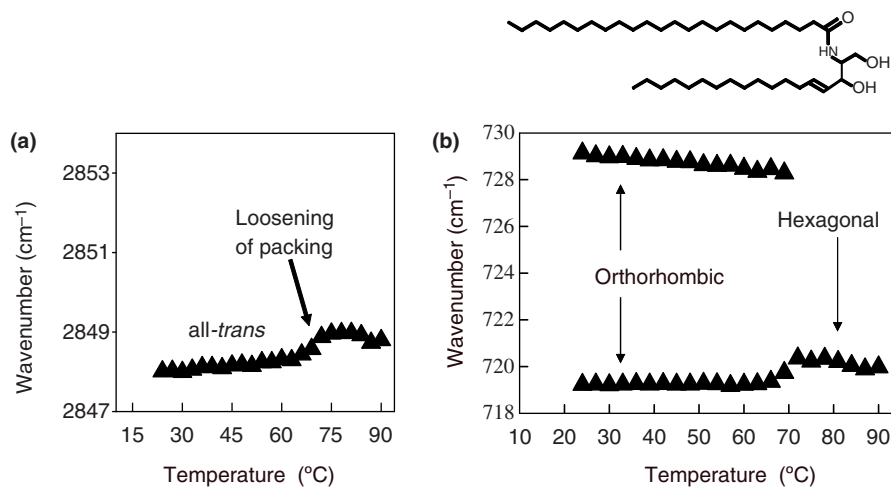 O
HN
OH
OH
(a)
2853
2851
2849
2847
Wavenumber (cm⁻¹)
Loosening
of packing
all-trans
15 30 45 60 75 90
Temperature (ºC)
(b)
730
728
726
724
722
720
718
Wavenumber (cm⁻¹)
Hexagonal
Orthorhombic
10 20 30 40 50 60 70 80 90
Temperature (ºC)